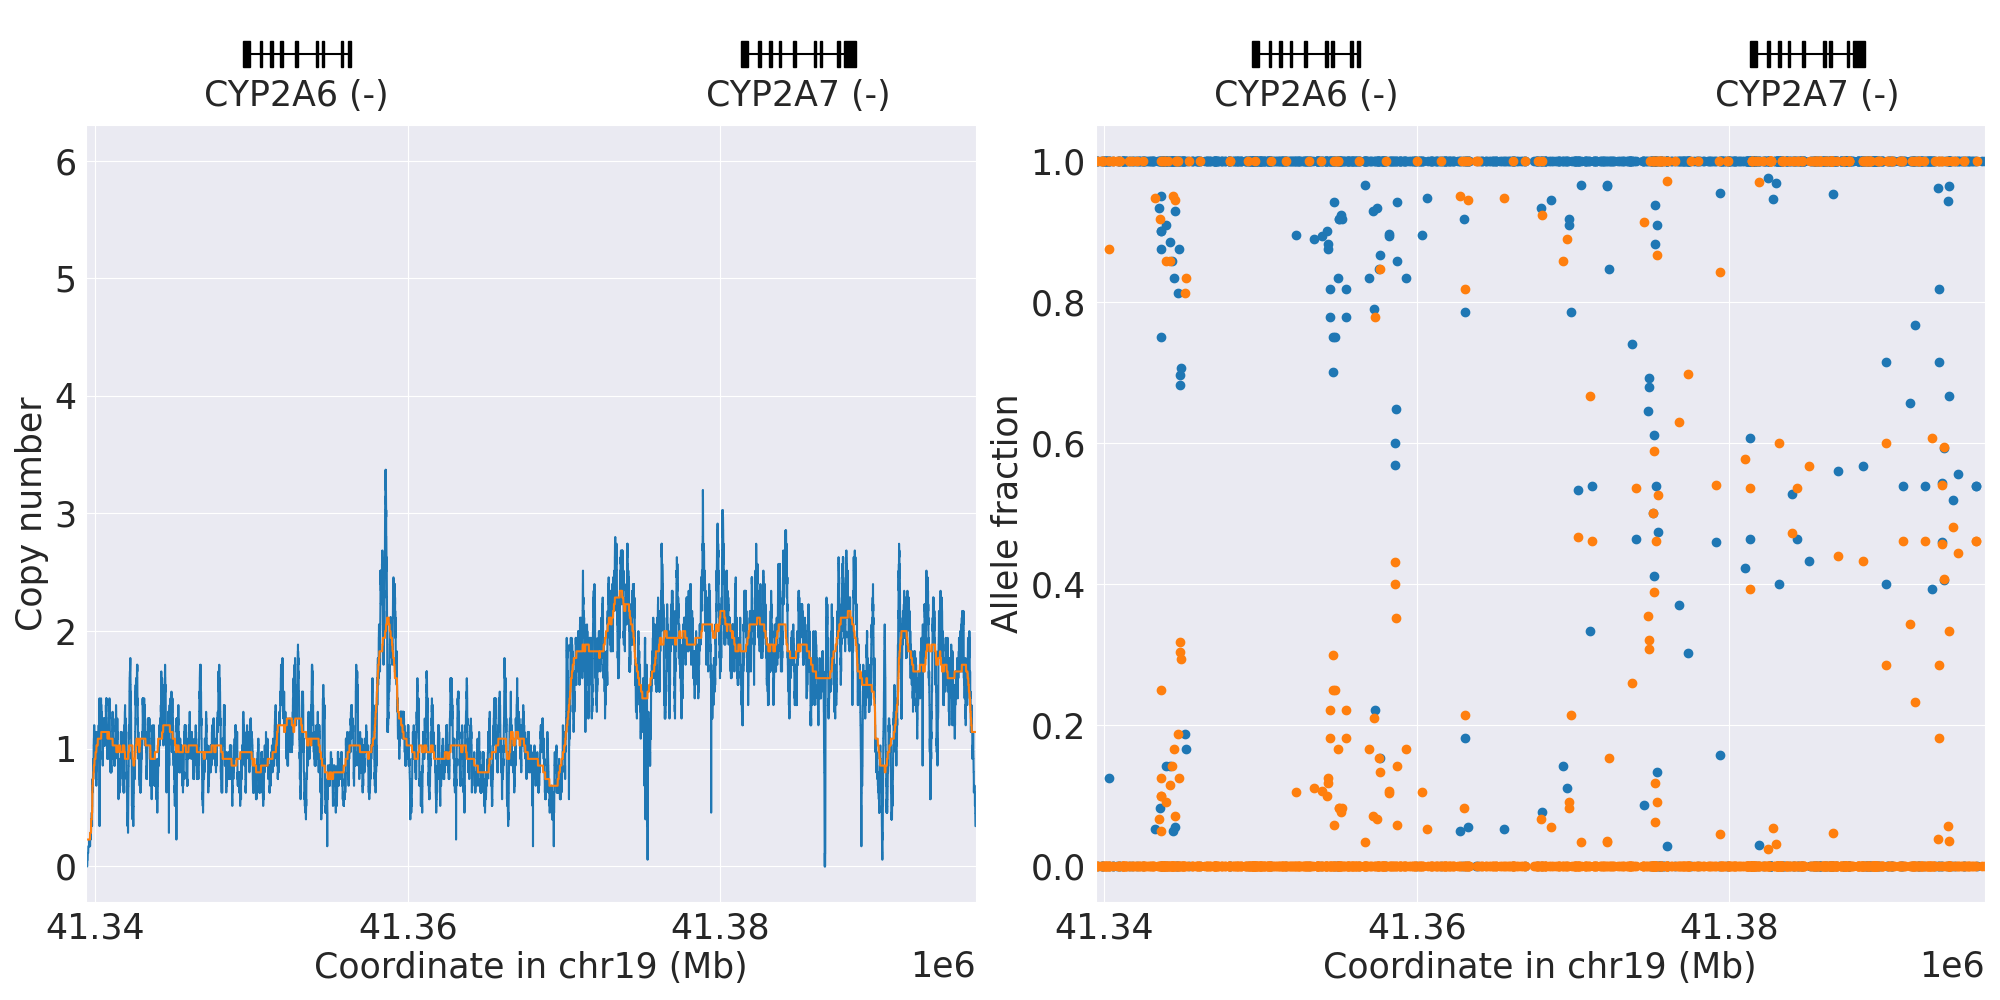 CYP2A6 (-)
CYP2A7 (-)
6
5
4
3
2
1
0
Copy number
41.34
41.36
41.38
Coordinate in chr19 (Mb)
1e6
CYP2A6 (-)
CYP2A7 (-)
1.0
0.8
0.6
0.4
0.2
0.0
Allele fraction
41.34
41.36
41.38
Coordinate in chr19 (Mb)
1e6